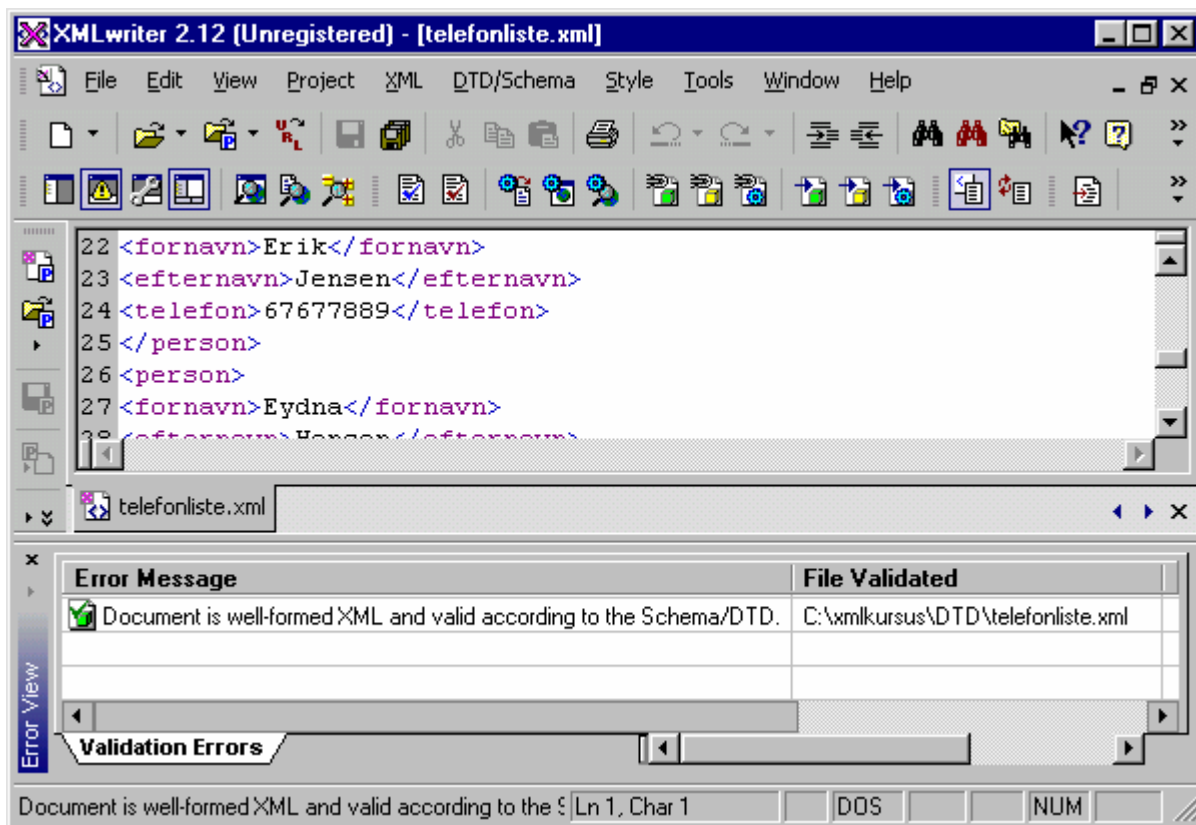 XMLwriter 2.12 (Unregistered) - [telefonliste.xml]
File Edit View Project XML DTD/Schema Style Tools Window Help
22 <fornavn>Erik</fornavn>
23 <efternavn>Jensen</efternavn>
24 <telefon>67677889</telefon>
25 </person>
26 <person>
27 <fornavn>Eydna</fornavn>
28 <efternavn>Hansen</efternavn>
telefonliste.xml
Error Message File Validated
Document is well-formed XML and valid according to the Schema/DTD. C:\xmlkursus\DTD\telefonliste.xml
Error View
Validation Errors
Document is well-formed XML and valid according to the S Ln 1, Char 1 DOS NUM